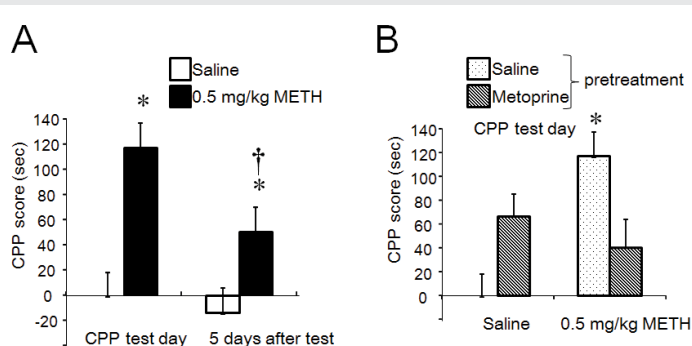 A
Saline
0.5 mg/kg METH
CPP score (sec)
140
120
100
80
60
40
20
0
-20
*
†
*
CPP test day
5 days after test
B
Saline
Metoprine
pretreatment
CPP test day
CPP score (sec)
140
120
100
80
60
40
20
0
*
Saline
0.5 mg/kg METH